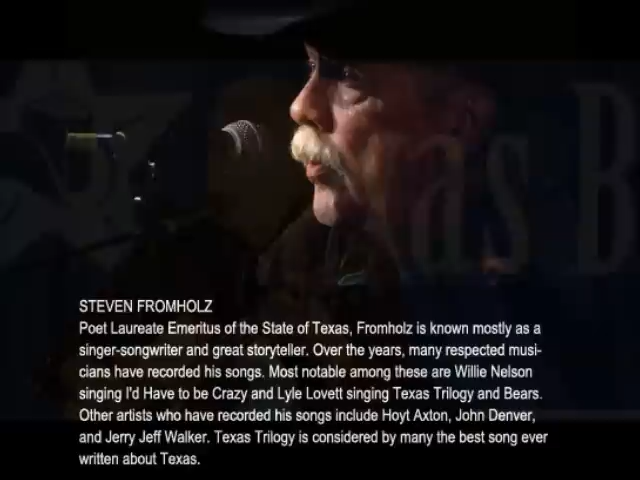 as B
STEVEN FROMHOLZ
Poet Laureate Emeritus of the State of Texas, Fromholz is known mostly as a
singer-songwriter and great storyteller. Over the years, many respected musi-
cians have recorded his songs. Most notable among these are Willie Nelson
singing I'd Have to be Crazy and Lyle Lovett singing Texas Trilogy and Bears.
Other artists who have recorded his songs include Hoyt Axton, John Denver,
and Jerry Jeff Walker. Texas Trilogy is considered by many the best song ever
written about Texas.